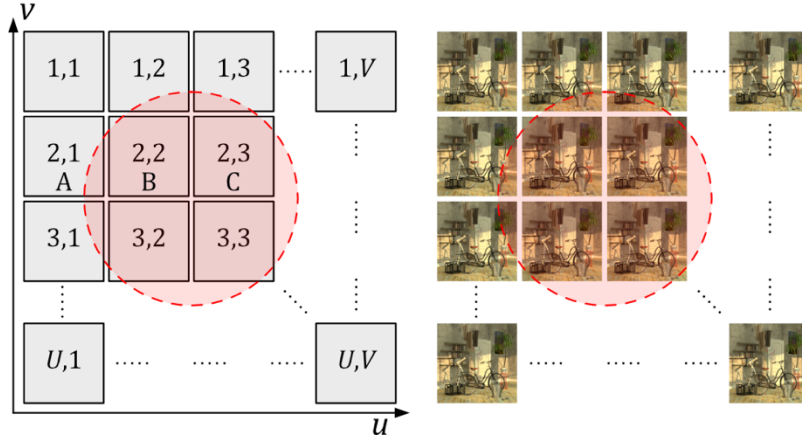 v
1,1 1,2 1,3 ..... 1,V
2,1 2,2 2,3
A B C
3,1 3,2 3,3
U,1 ..... ..... ..... U,V
u